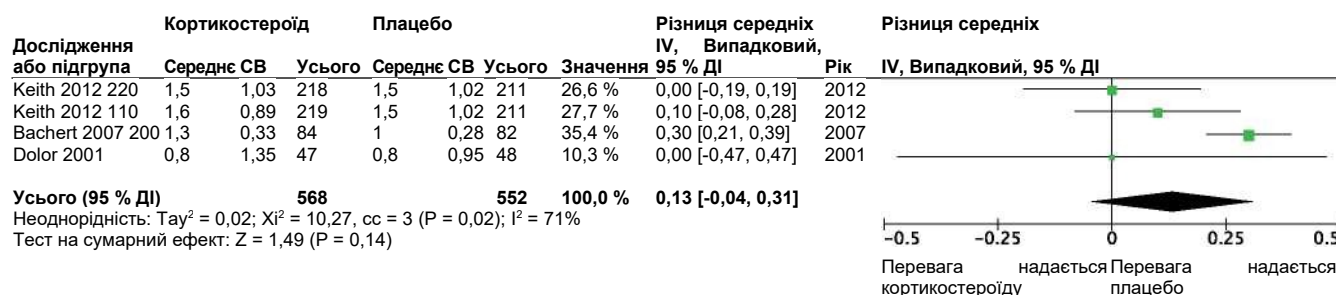 Кортикостероїд Плацебо Різниця середніх Різниця середніх
Дослідження або підгрупа Середнє СВ Усього Середнє СВ Усього Значення IV, Випадковий, 95 % ДІ Рік IV, Випадковий, 95 % ДІ
Keith 2012 220 1,5 1,03 218 1,5 1,02 211 26,6 % 0,00 [-0,19, 0,19] 2012
Keith 2012 110 1,6 0,89 219 1,5 1,02 211 27,7 % 0,10 [-0,08, 0,28] 2012
Bachert 2007 200 1,3 0,33 84 1 0,28 82 35,4 % 0,30 [0,21, 0,39] 2007
Dolor 2001 0,8 1,35 47 0,8 0,95 48 10,3 % 0,00 [-0,47, 0,47] 2001
Усього (95 % ДІ) 568 552 100,0 % 0,13 [-0,04, 0,31]
Неоднорідність: Тау² = 0,02; Хі² = 10,27, сс = 3 (P = 0,02); I² = 71%
Тест на сумарний ефект: Z = 1,49 (P = 0,14)
-0.5 -0.25 0 0.25 0.5
Перевага надається кортикостероїду
Перевага надається плацебо